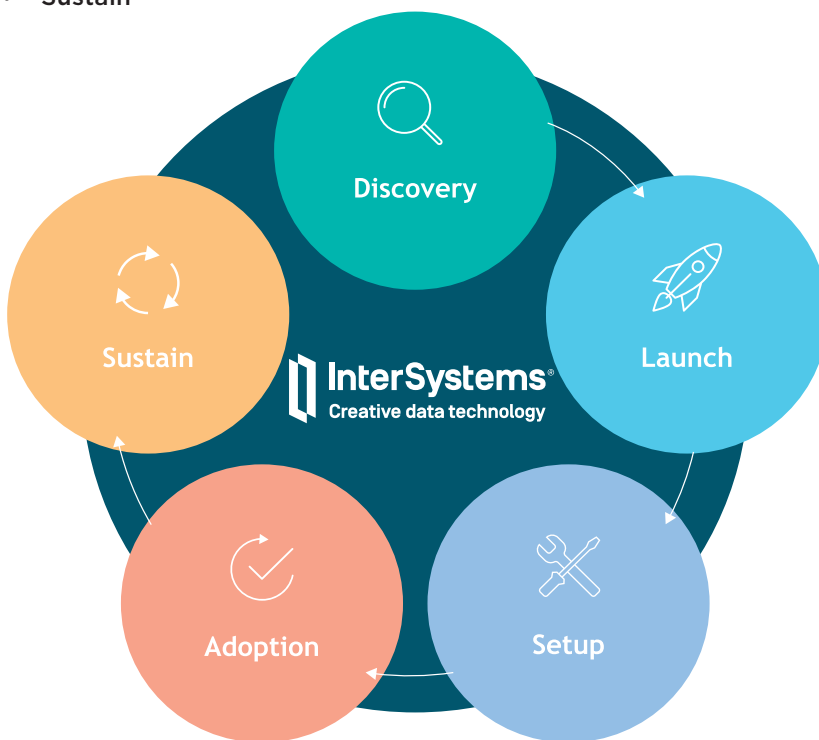 Sustain
Discovery
Launch
Sustain
InterSystems®
Creative data technology
Adoption
Setup